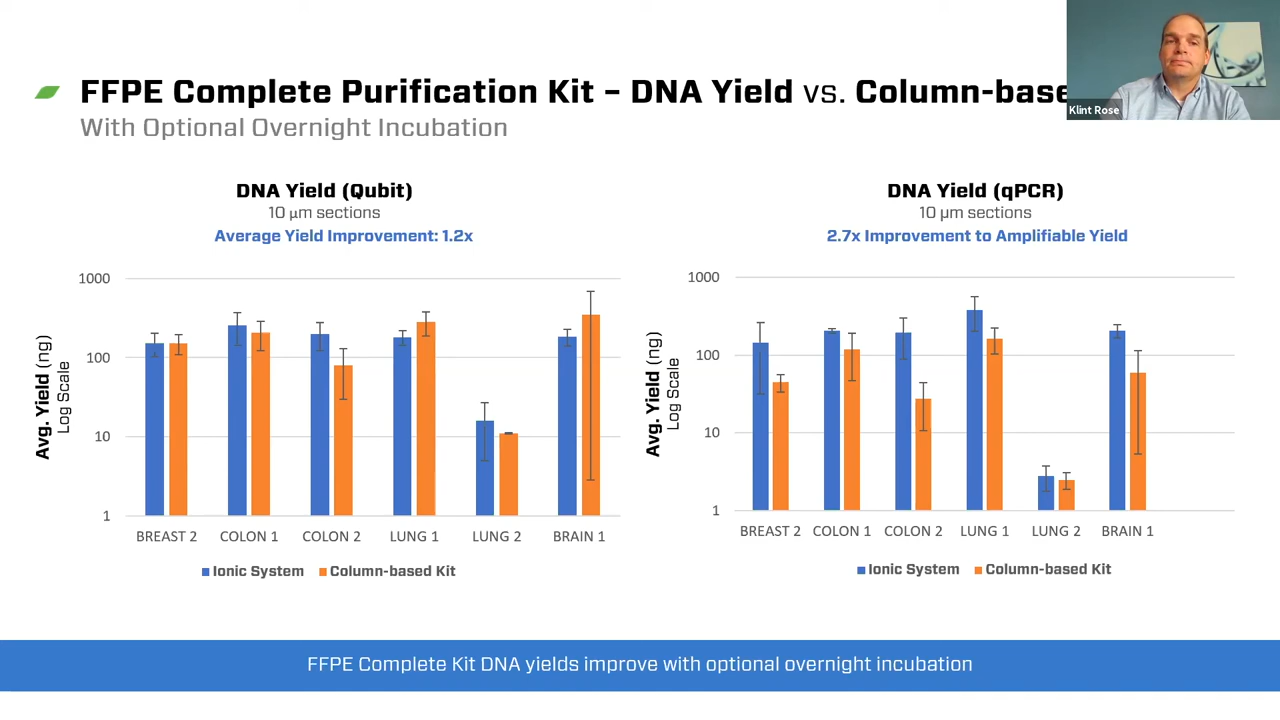 FFPE Complete Purification Kit – DNA Yield vs. Column-base
With Optional Overnight Incubation
Klint Rose
DNA Yield (Qubit)
10 µm sections
Average Yield Improvement: 1.2x
Avg. Yield (ng)
Log Scale
1000
100
10
1
BREAST 2 COLON 1 COLON 2 LUNG 1 LUNG 2 BRAIN 1
Ionic System Column-based Kit
DNA Yield (qPCR)
10 µm sections
2.7x Improvement to Amplifiable Yield
Avg. Yield (ng)
Log Scale
1000
100
10
1
BREAST 2 COLON 1 COLON 2 LUNG 1 LUNG 2 BRAIN 1
Ionic System Column-based Kit
FFPE Complete Kit DNA yields improve with optional overnight incubation